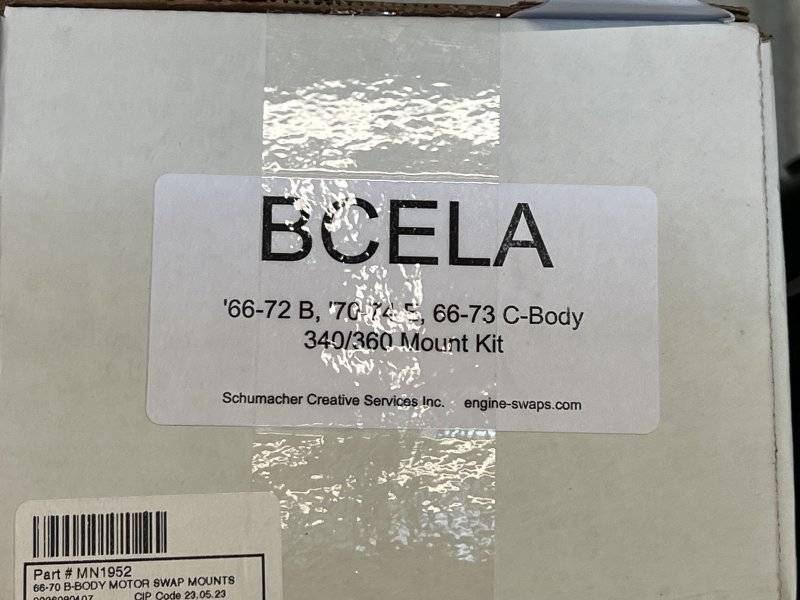 BCELA
'66-72 B, '70-74 E, 66-73 C-Body
340/360 Mount Kit
Schumacher Creative Services Inc. engine-swaps.com
Part # MN1952
66-70 B-BODY MOTOR SWAP MOUNTS
CIP Code 23.05.23